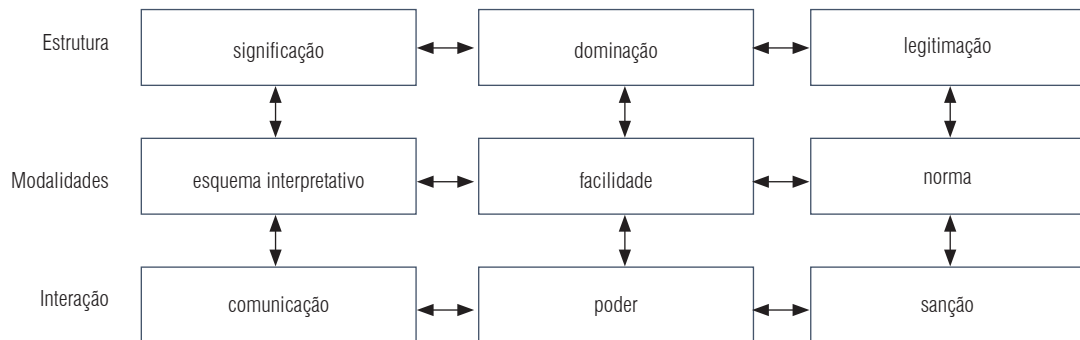 Estrutura
significação
dominação
legitimação
Modalidades
esquema interpretativo
facilidade
norma
Interação
comunicação
poder
sanção